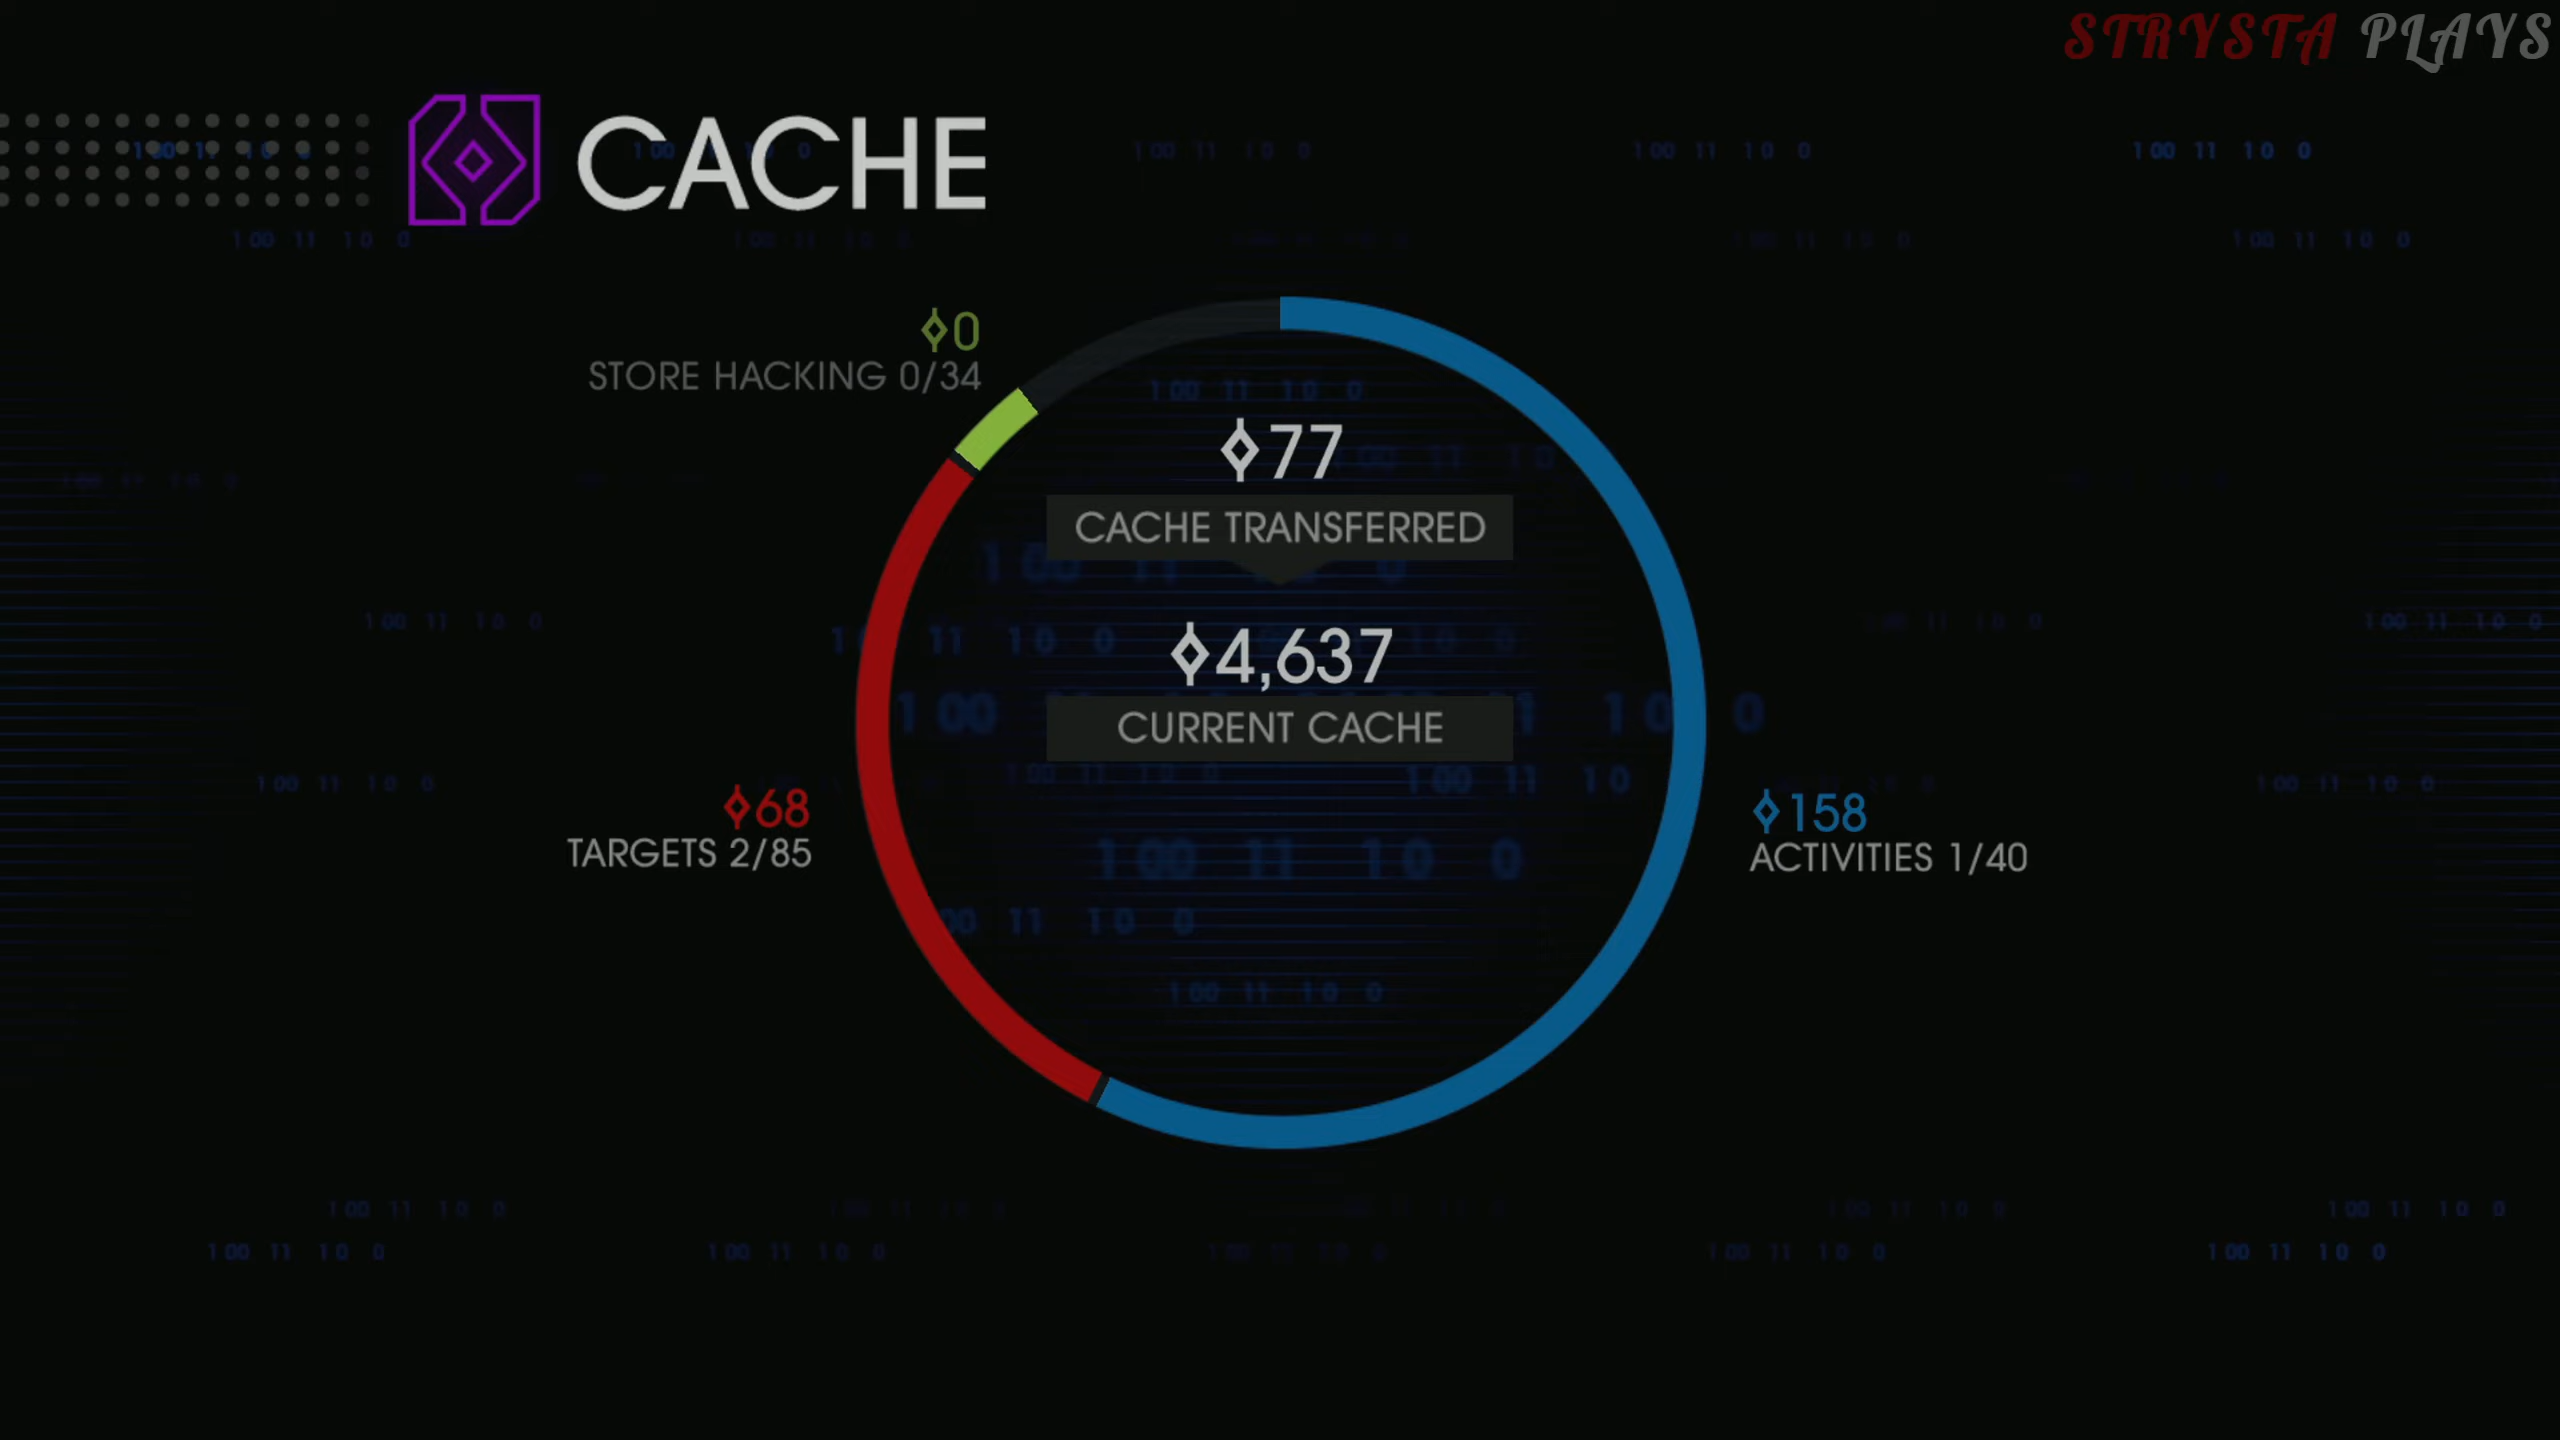 STRYSTA PLAYS
CACHE
◊0
STORE HACKING 0/34
◊77
CACHE TRANSFERRED
◊4,637
CURRENT CACHE
◊68
TARGETS 2/85
◊158
ACTIVITIES 1/40